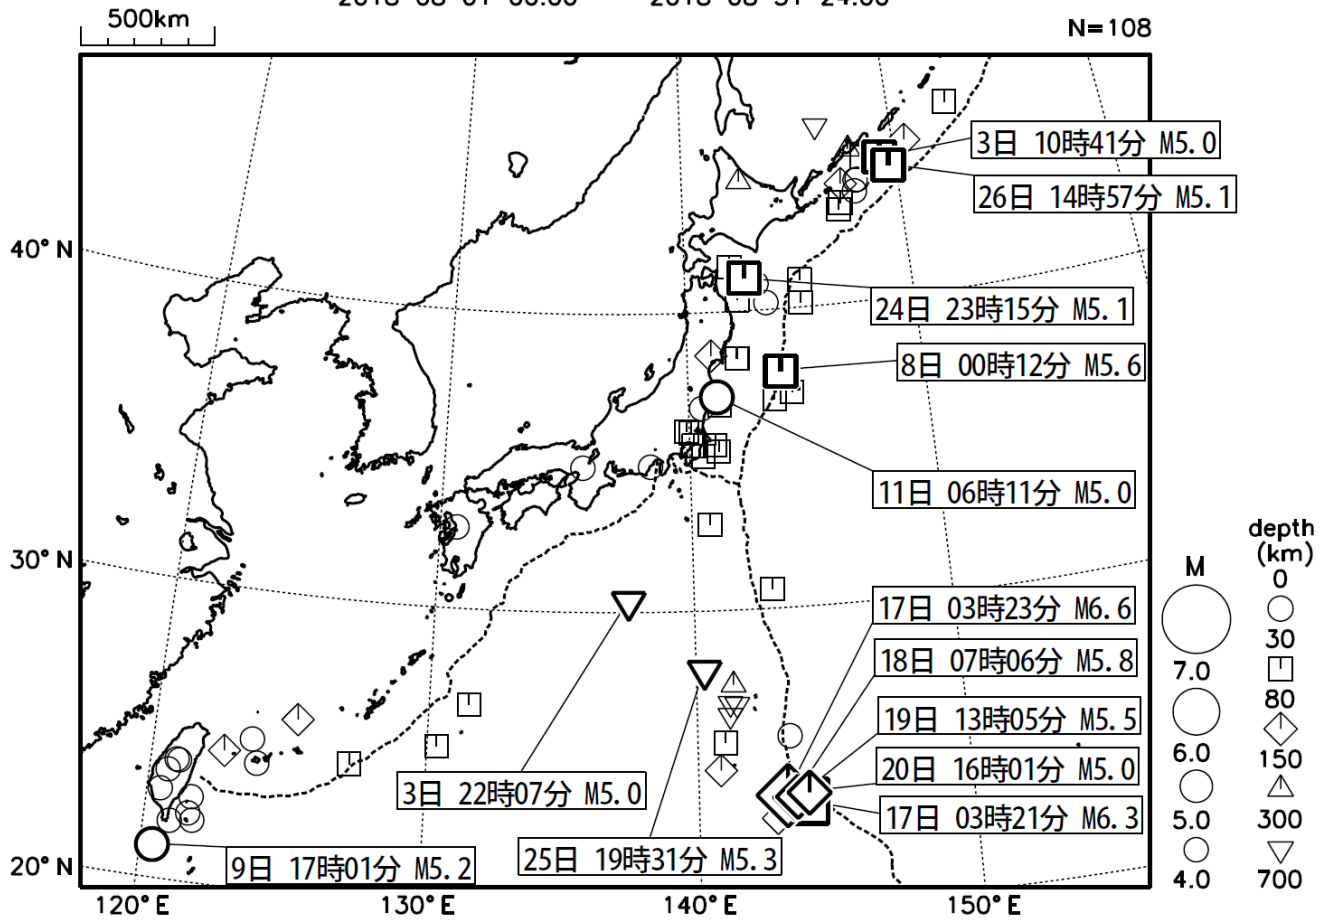 500km
N=108
3日 10時41分 M5.0
26日 14時57分 M5.1
40°N
24日 23時15分 M5.1
8日 00時12分 M5.6
11日 06時11分 M5.0
30°N
depth
(km)
M
0
30
7.0
80
6.0
150
5.0
300
4.0
700
17日 03時23分 M6.6
18日 07時06分 M5.8
19日 13時05分 M5.5
20日 16時01分 M5.0
17日 03時21分 M6.3
3日 22時07分 M5.0
25日 19時31分 M5.3
9日 17時01分 M5.2
20°N
120°E
130°E
140°E
150°E